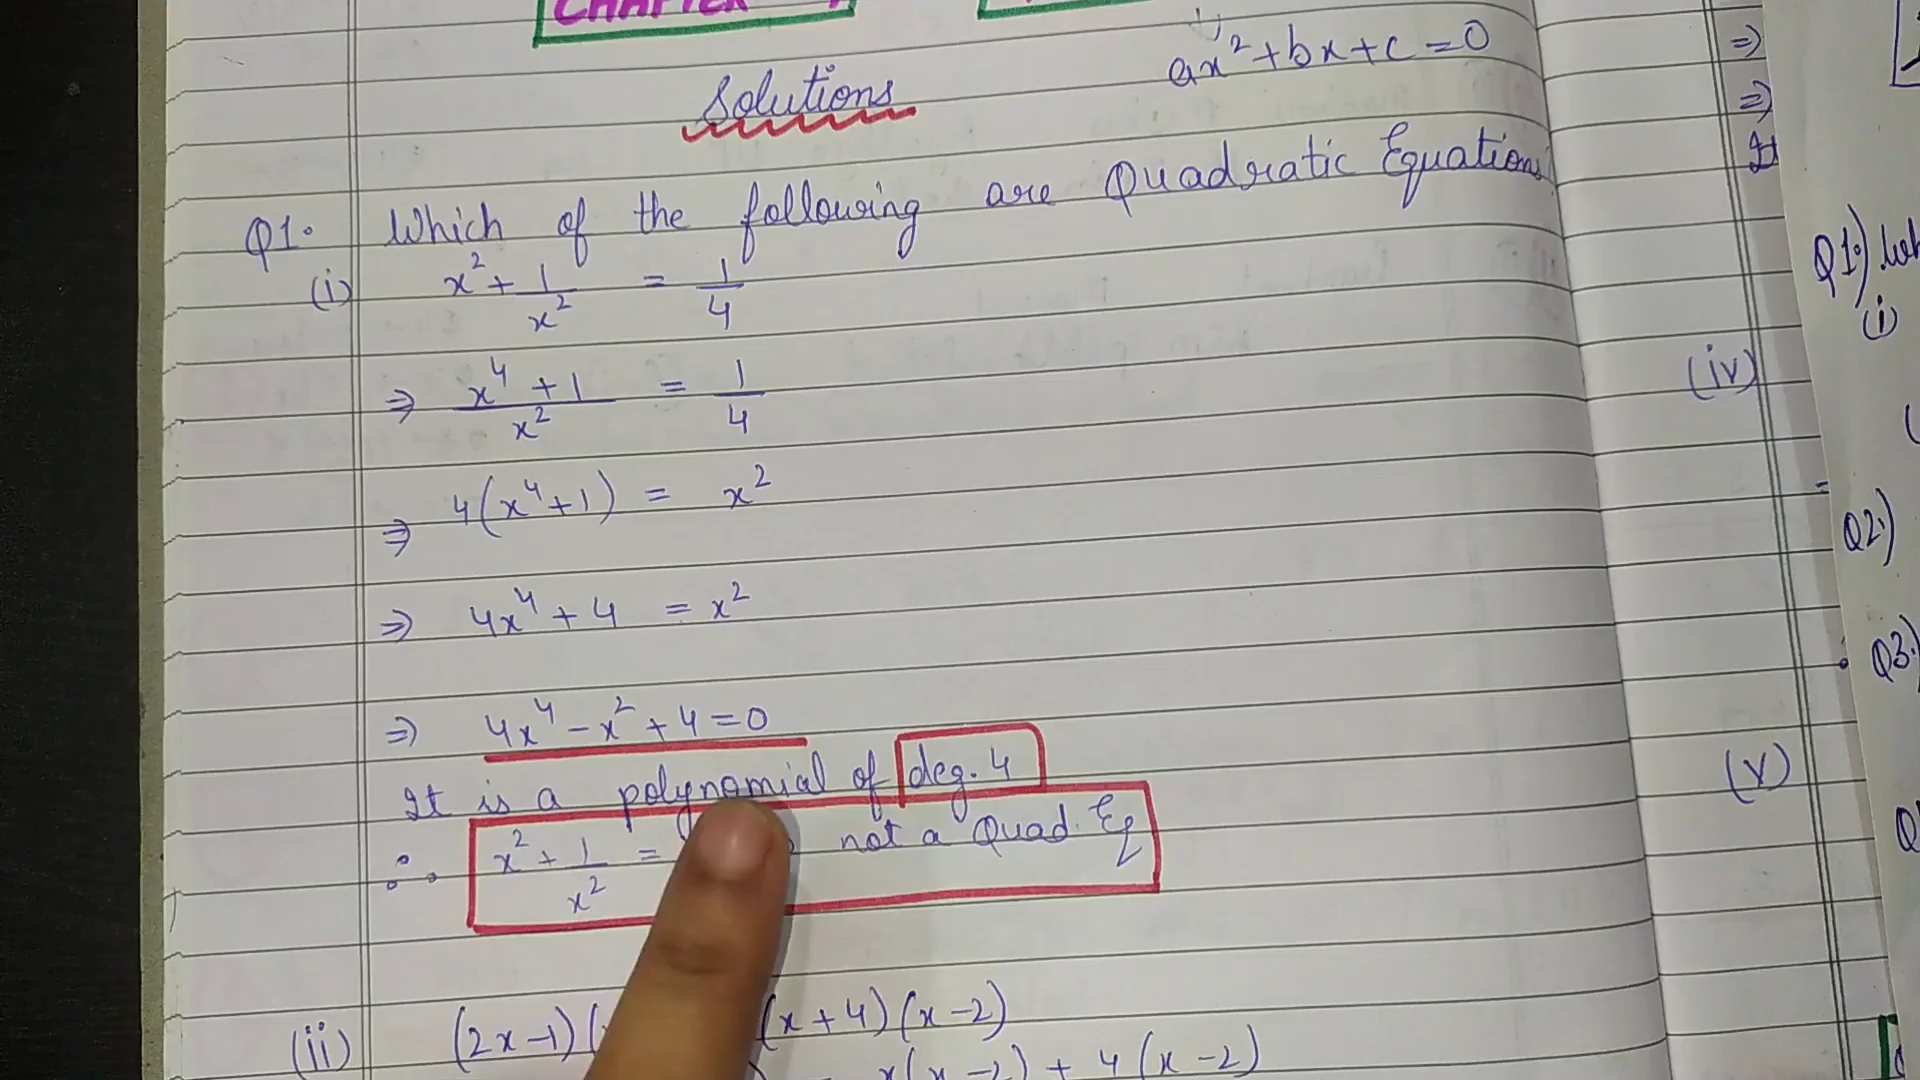 CHAPTER
ax² + bx + c = 0
Solutions
Q1. Which of the following are Quadratic Equations
(i) x² + 1/x² = 1/4
⇒ (x⁴ + 1)/x² = 1/4
⇒ 4(x⁴ + 1) = x²
⇒ 4x⁴ + 4 = x²
⇒ 4x⁴ - x² + 4 = 0
It is a polynomial of deg. 4
∴ x² + 1/x² = not a Quad. Eq
(ii) (2x-1)( (x+4)(x-2)
x(x-2) + 4(x-2)
⇒
⇒
It
(iv)
(v)
Q1.)
(i)
Q2.)
Q3.)